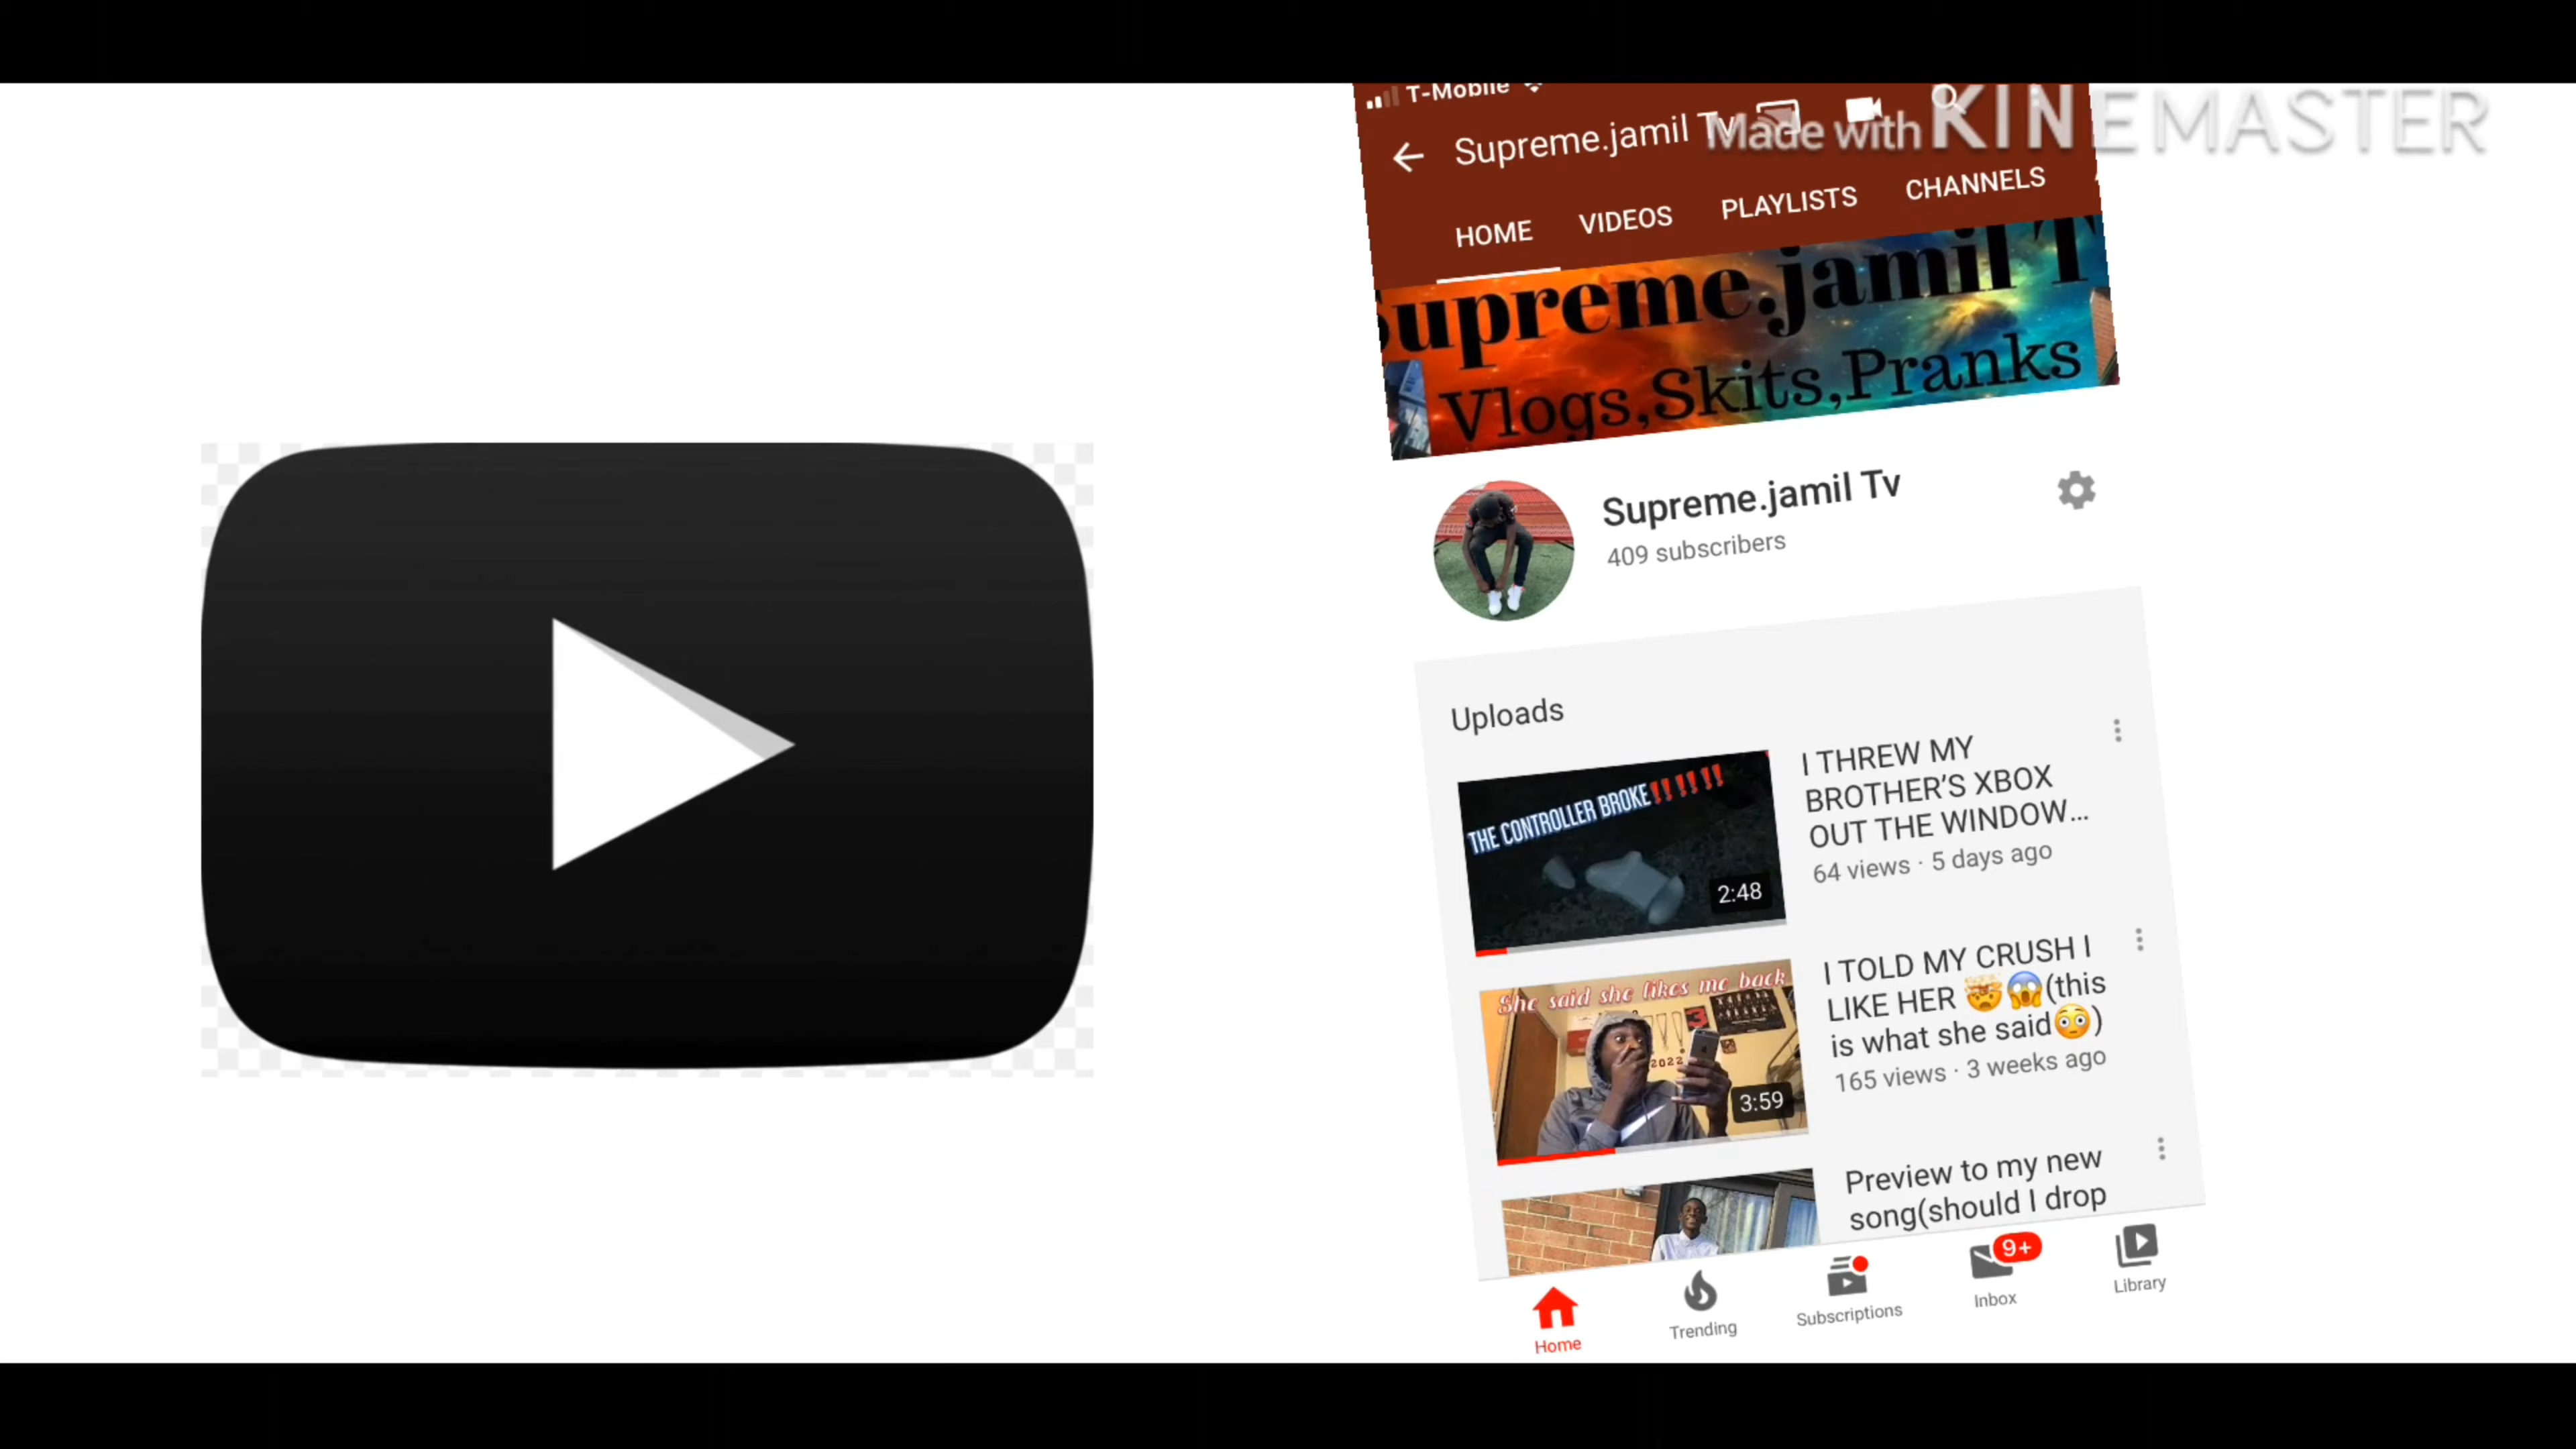 T-Mobile
Supreme.jamil Tv
Made with KINEMASTER
HOME VIDEOS PLAYLISTS CHANNELS
Supreme.jamil T
Vlogs,Skits,Pranks
Supreme.jamil Tv
409 subscribers
Uploads
THE CONTROLLER BROKE‼️‼️‼️
2:48
I THREW MY
BROTHER’S XBOX
OUT THE WINDOW...
64 views · 5 days ago
She said she likes me back
2022
3:59
I TOLD MY CRUSH I
LIKE HER 🤯😱(this
is what she said😳)
165 views · 3 weeks ago
Preview to my new
song(should I drop
Home
Trending
Subscriptions
9+
Inbox
Library